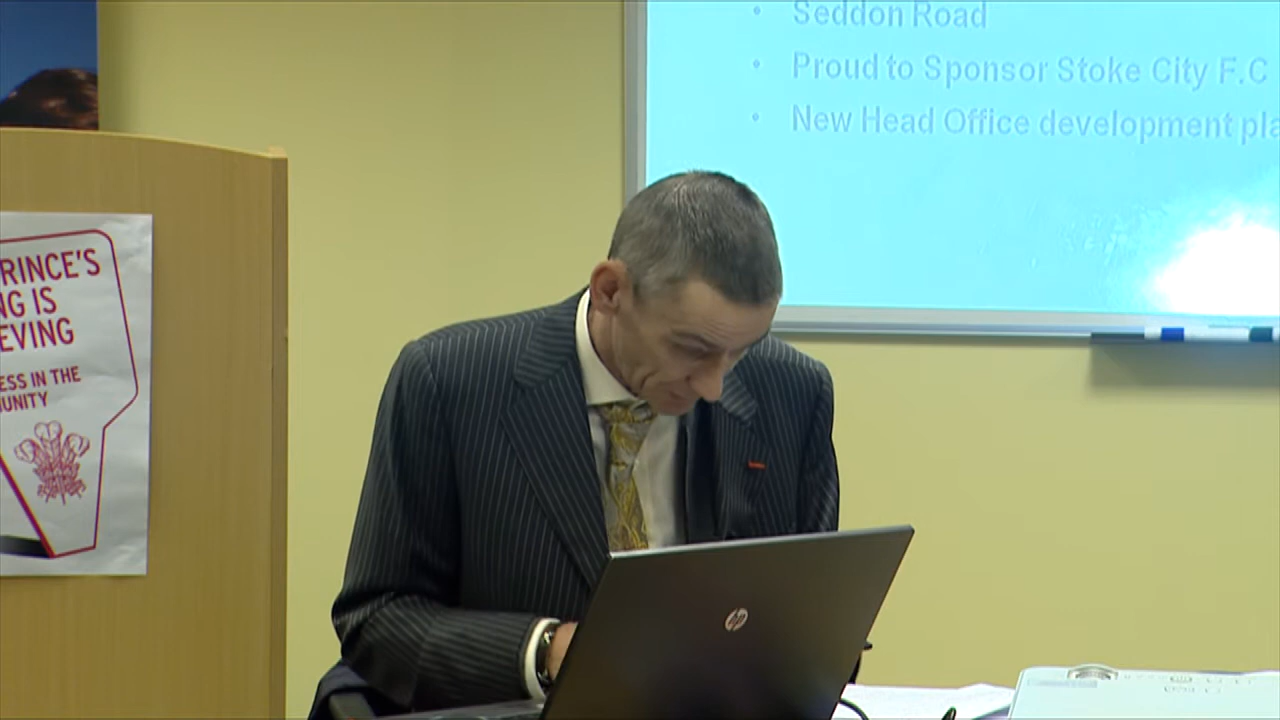 Seddon Road
Proud to Sponsor Stoke City F.C
New Head Office development pla
RINCE'S
NG IS
EVING
ESS IN THE
UNITY
hp